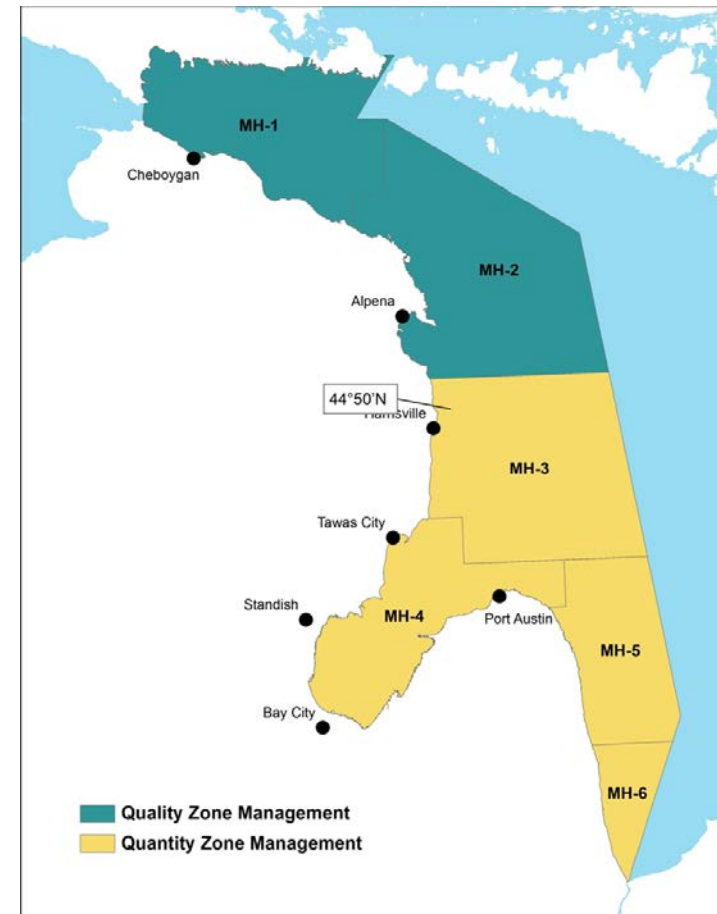 MH-1
Cheboygan
MH-2
Alpena
44°50'N
Harrisville
MH-3
Tawas City
Standish
MH-4
Port Austin
MH-5
Bay City
MH-6
Quality Zone Management
Quantity Zone Management